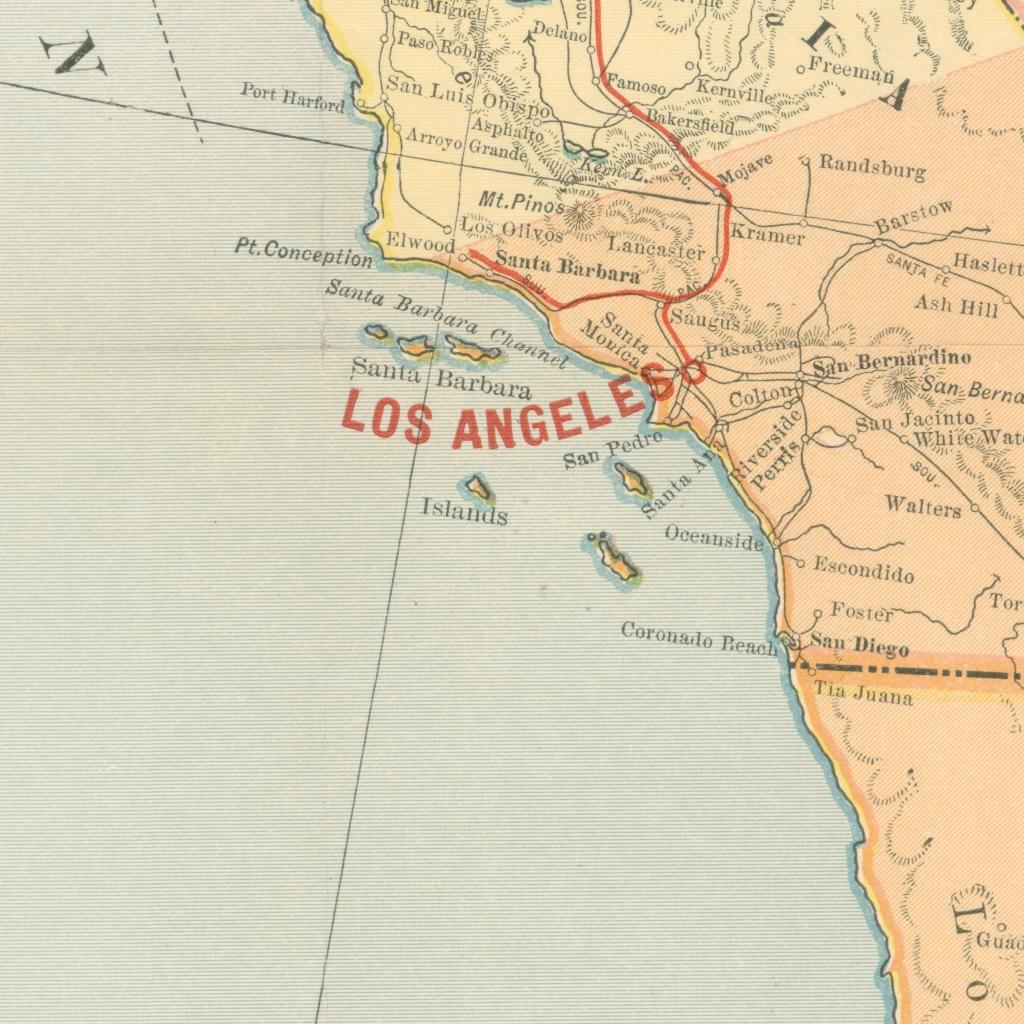 San Miguel
Delano
SOU.
Paso Robles
N
d I A
Port Harford
San Luis Obispo
e
Famoso
Kernville
Freeman
Asphalto
Bakersfield
Arroyo Grande
Kern L.
PAC.
Mojave
Randsburg
Mt. Pinos
Barstow
Los Olivos
Kramer
Pt. Conception
Elwood
Lancaster
SANTA FE
Haslett
Santa Barbara
SOU.
PAC.
Ash Hill
Santa Barbara Channel
Saugus
Santa
Monica
Pasadena
San Bernardino
Santa Barbara
Colton
San Berna
LOS ANGELES
San Jacinto
San Pedro
Riverside
White Wat
Perris
Santa Ana
SOU.
Islands
Walters
Oceanside
Escondido
Foster
Tor
Coronado Beach
San Diego
Tia Juana
L
Guad
o